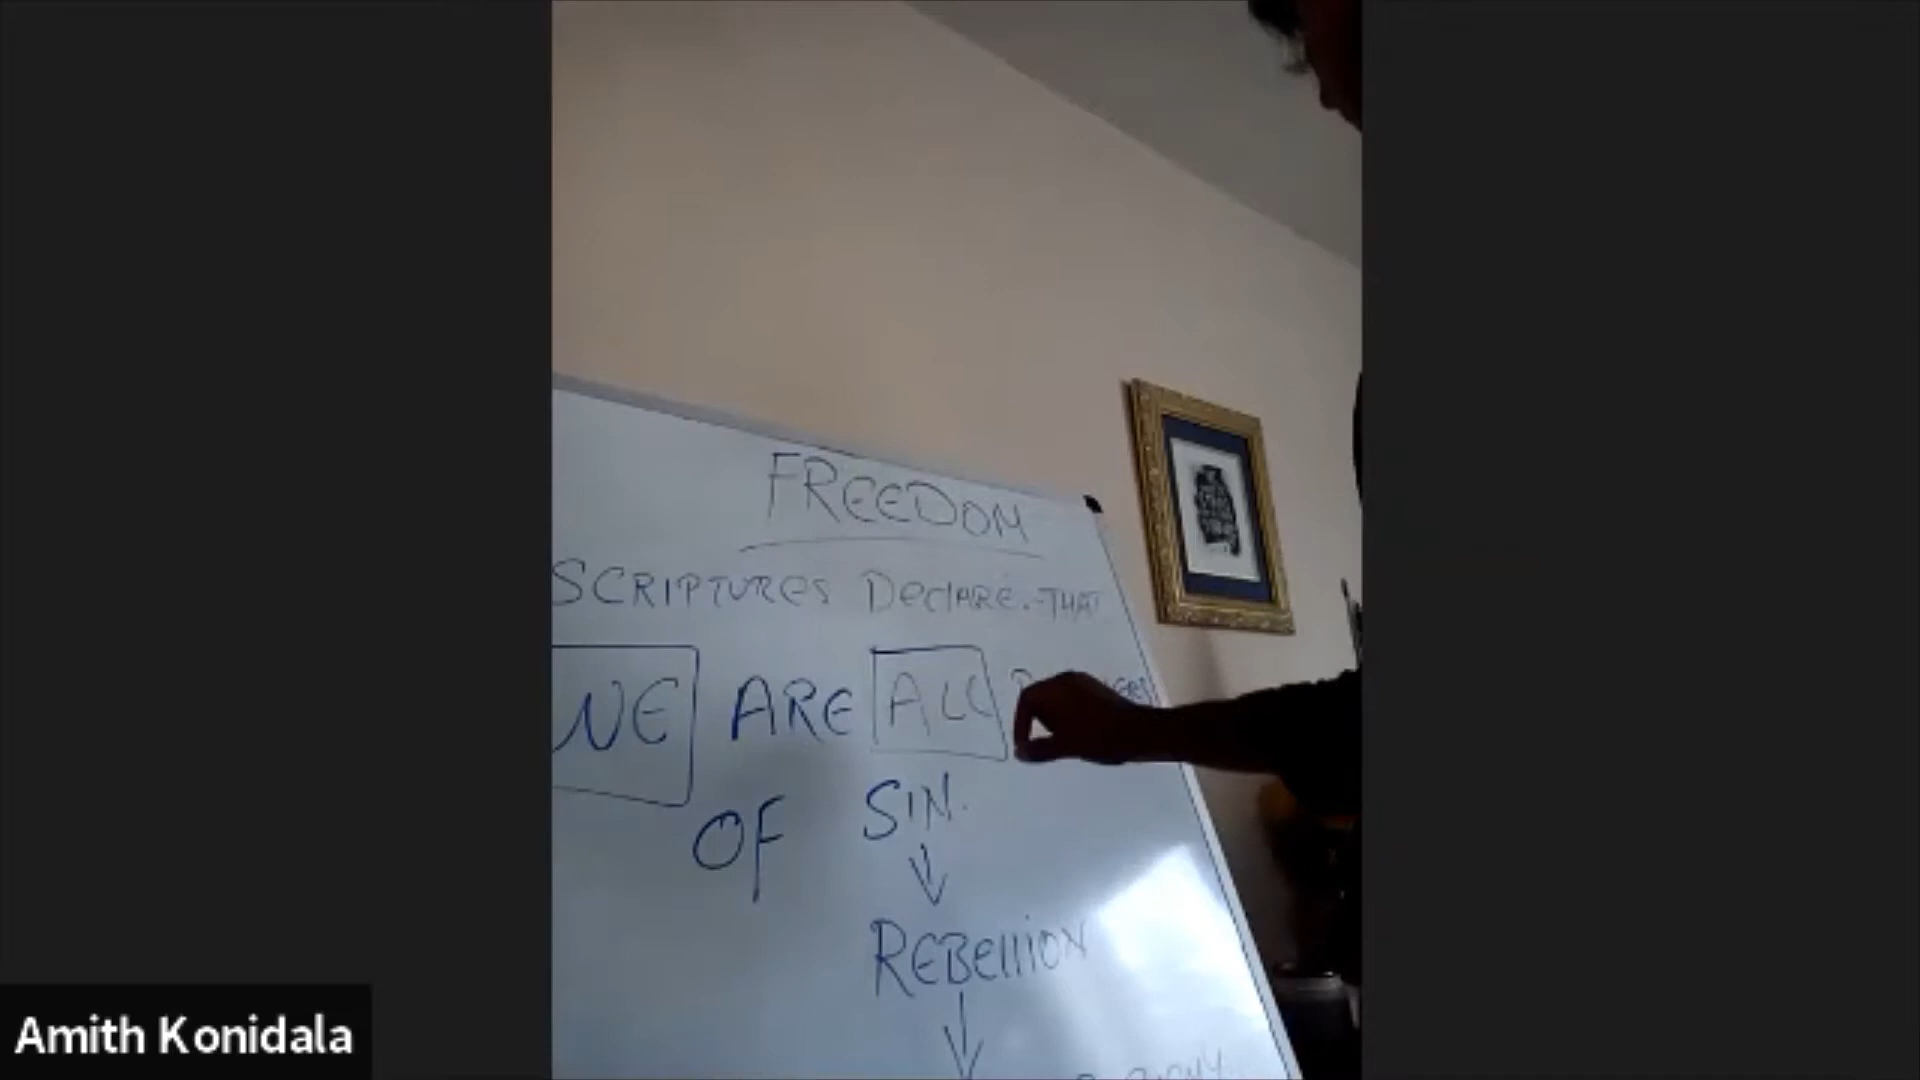 FREEDOM
SCRIPTURES DECLARE THAT
WE ARE ALL
OF SIN.
REBELLION
Amith Konidala